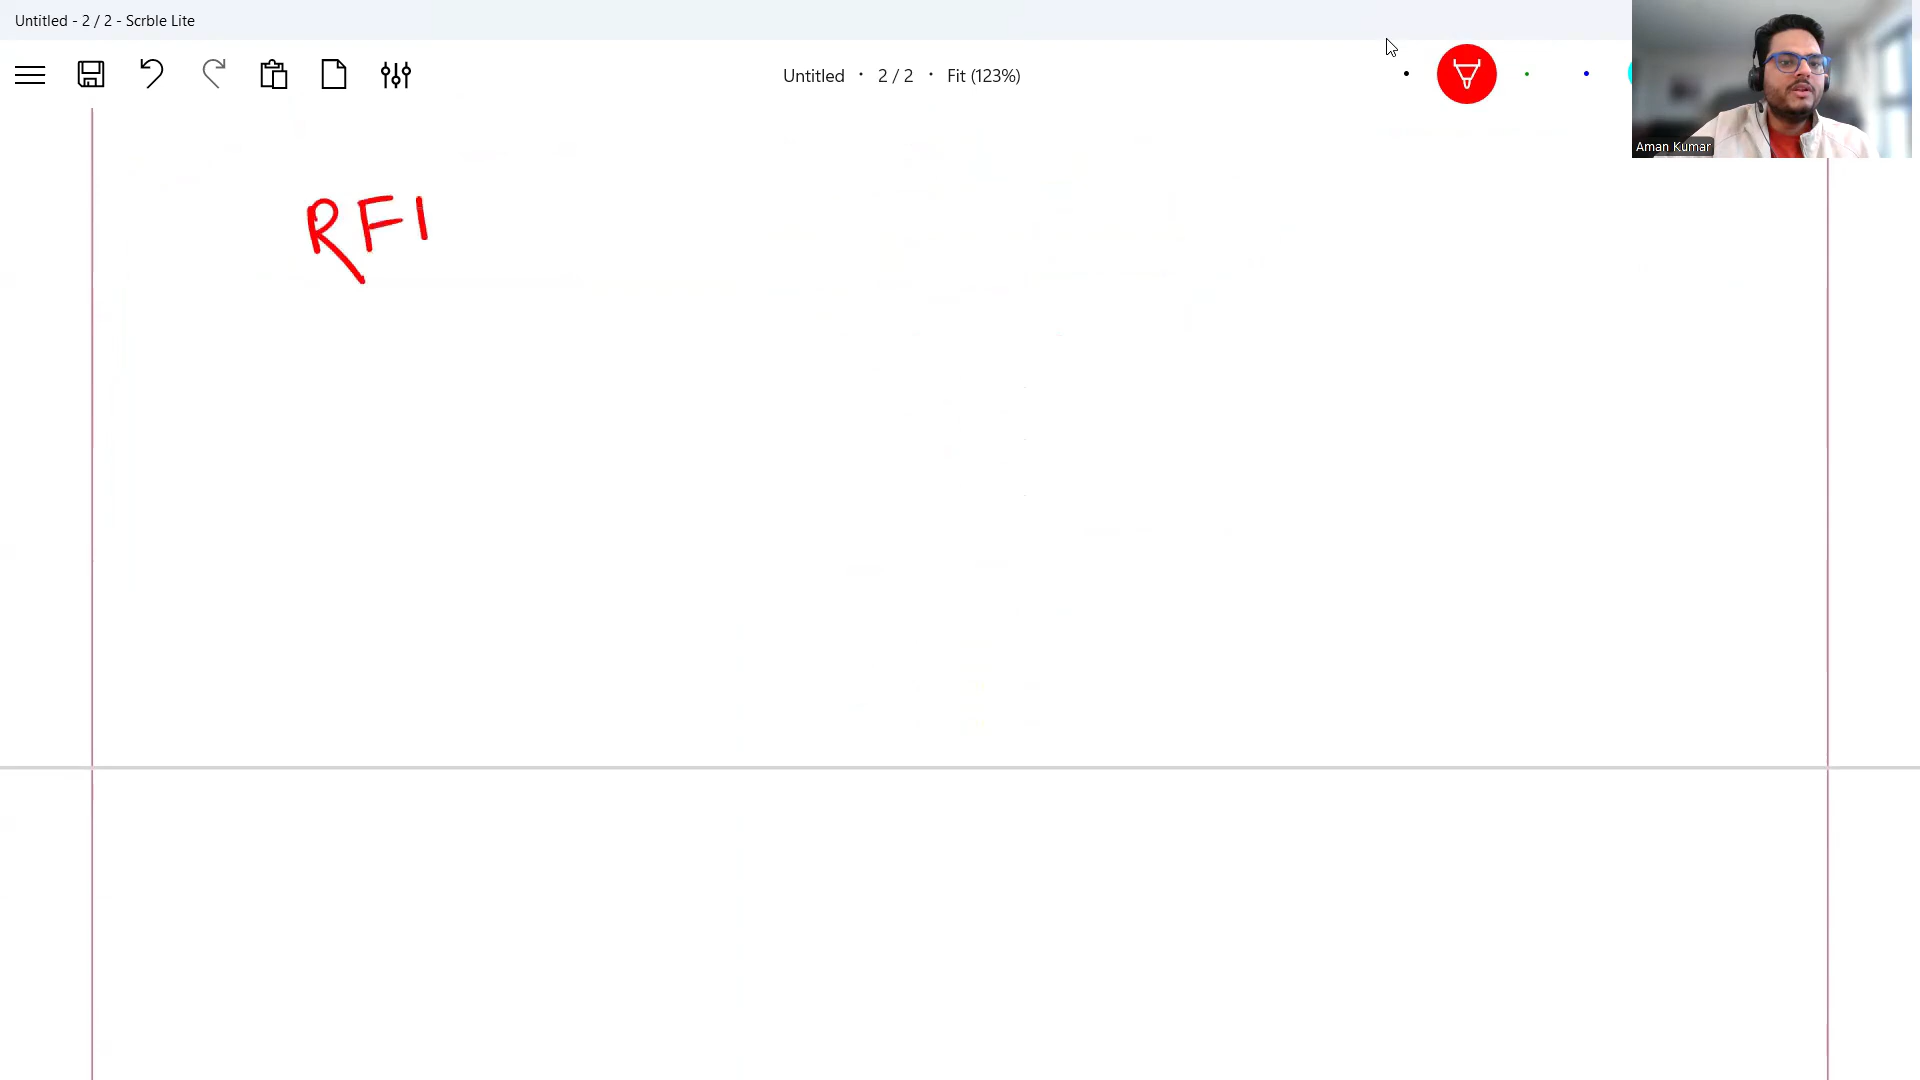 Untitled - 2 / 2 - Scrble Lite
Untitled · 2 / 2 · Fit (123%)
Aman Kumar
RFI